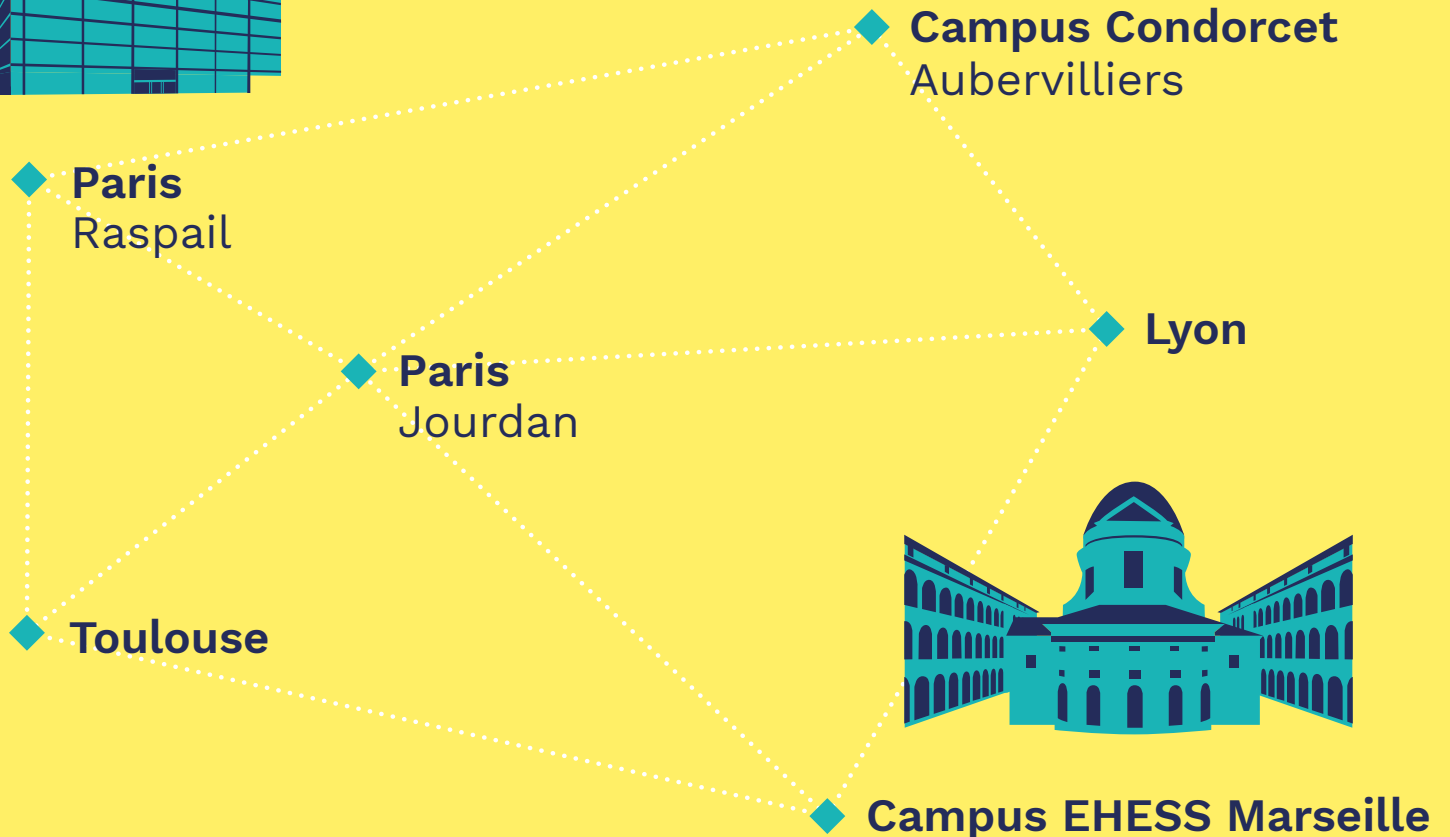 Campus Condorcet
Aubervilliers
Paris
Raspail
Lyon
Paris
Jourdan
Toulouse
Campus EHESS Marseille